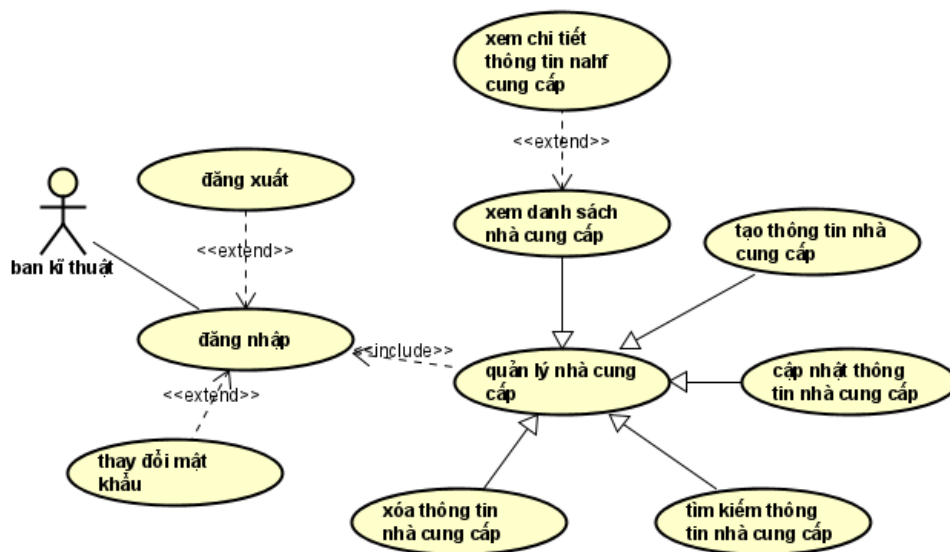 xem chi tiết
thông tin nahf
cung cấp
<<extend>>
đăng xuất
xem danh sách
nhà cung cấp
tạo thông tin nhà
cung cấp
<<extend>>
ban kĩ thuật
đăng nhập
<<include>>
quản lý nhà cung
cấp
cập nhật thông
tin nhà cung cấp
<<extend>>
thay đổi mật
khẩu
xóa thông tin
nhà cung cấp
tìm kiếm thông
tin nhà cung cấp